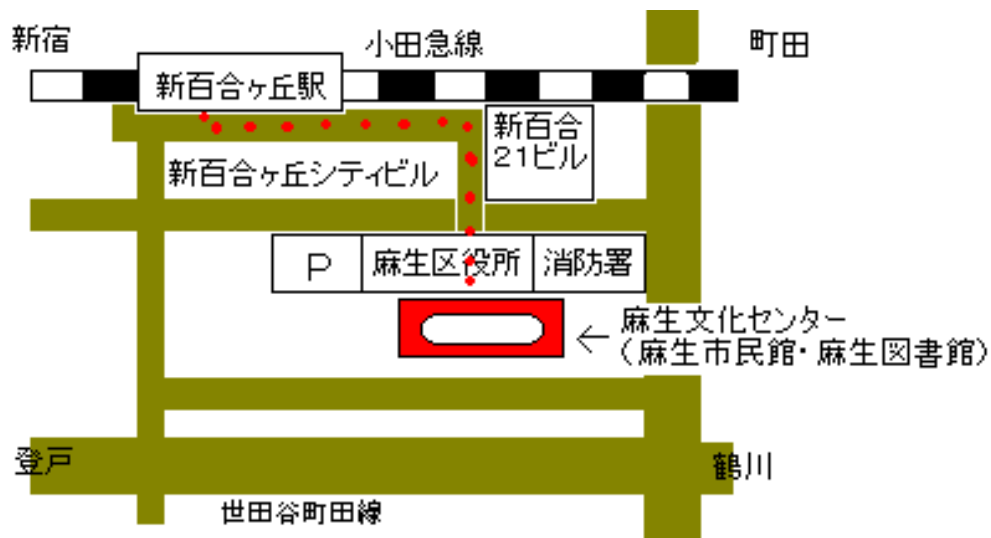 新宿
小田急線
町田
新百合ヶ丘駅
新百合
21ビル
新百合ヶ丘シティビル
P
麻生区役所
消防署
麻生文化センター
(麻生市民館・麻生図書館)
登戸
鶴川
世田谷町田線